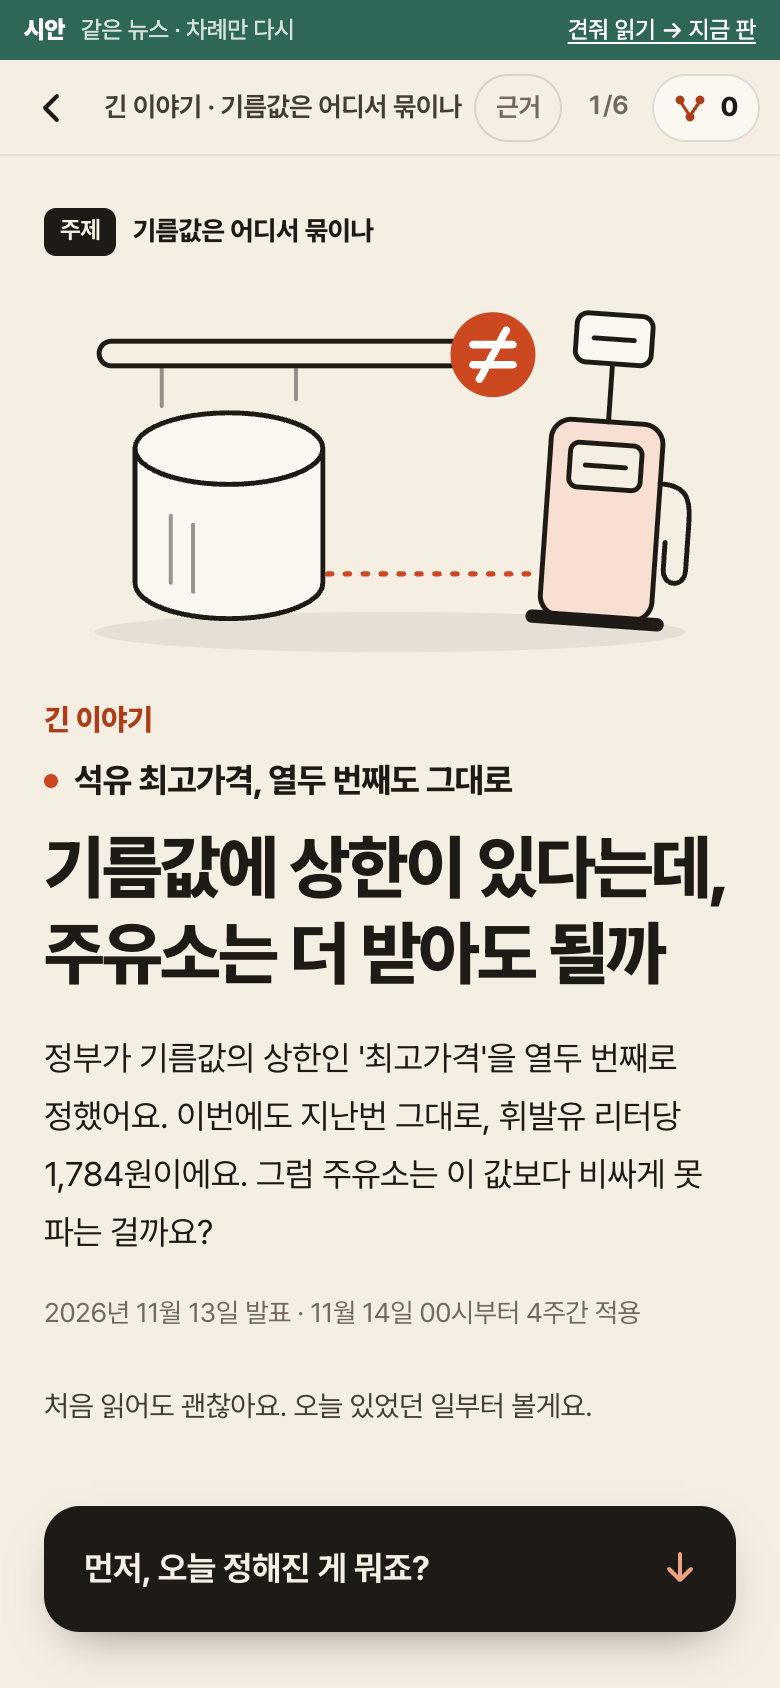 시안 같은 뉴스 · 차례만 다시 견줘 읽기 → 지금 판
긴 이야기 · 기름값은 어디서 묶이나 근거 1/6 0
주제 기름값은 어디서 묶이나
≠
긴 이야기
석유 최고가격, 열두 번째도 그대로
기름값에 상한이 있다는데,
주유소는 더 받아도 될까
정부가 기름값의 상한인 '최고가격'을 열두 번째로
정했어요. 이번에도 지난번 그대로, 휘발유 리터당
1,784원이에요. 그럼 주유소는 이 값보다 비싸게 못
파는 걸까요?
2026년 11월 13일 발표 · 11월 14일 00시부터 4주간 적용
처음 읽어도 괜찮아요. 오늘 있었던 일부터 볼게요.
먼저, 오늘 정해진 게 뭐죠? ↓